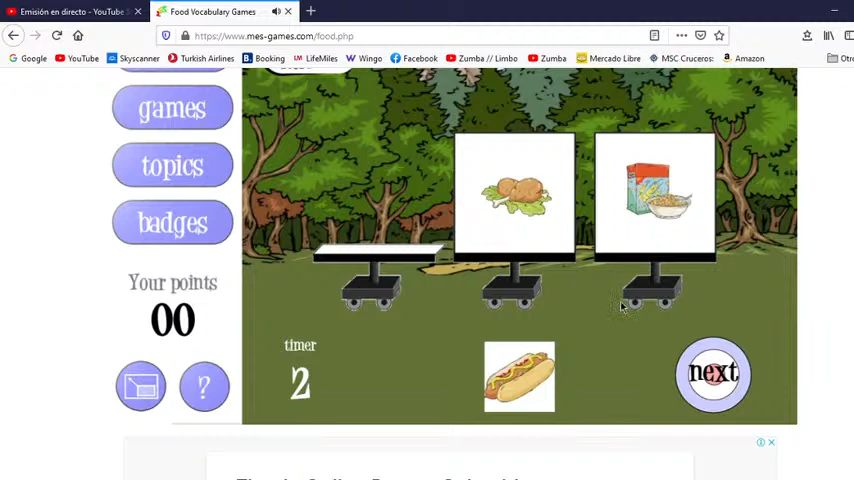 Emisión en directo - YouTube S
Food Vocabulary Games
https://www.mes-games.com/food.php
Google
YouTube
Skyscanner
Turkish Airlines
Booking
LifeMiles
Wingo
Facebook
Zumba // Limbo
Zumba
Mercado Libre
MSC Cruceros:
Amazon
Otro
games
topics
badges
Your points
00
timer
2
?
next